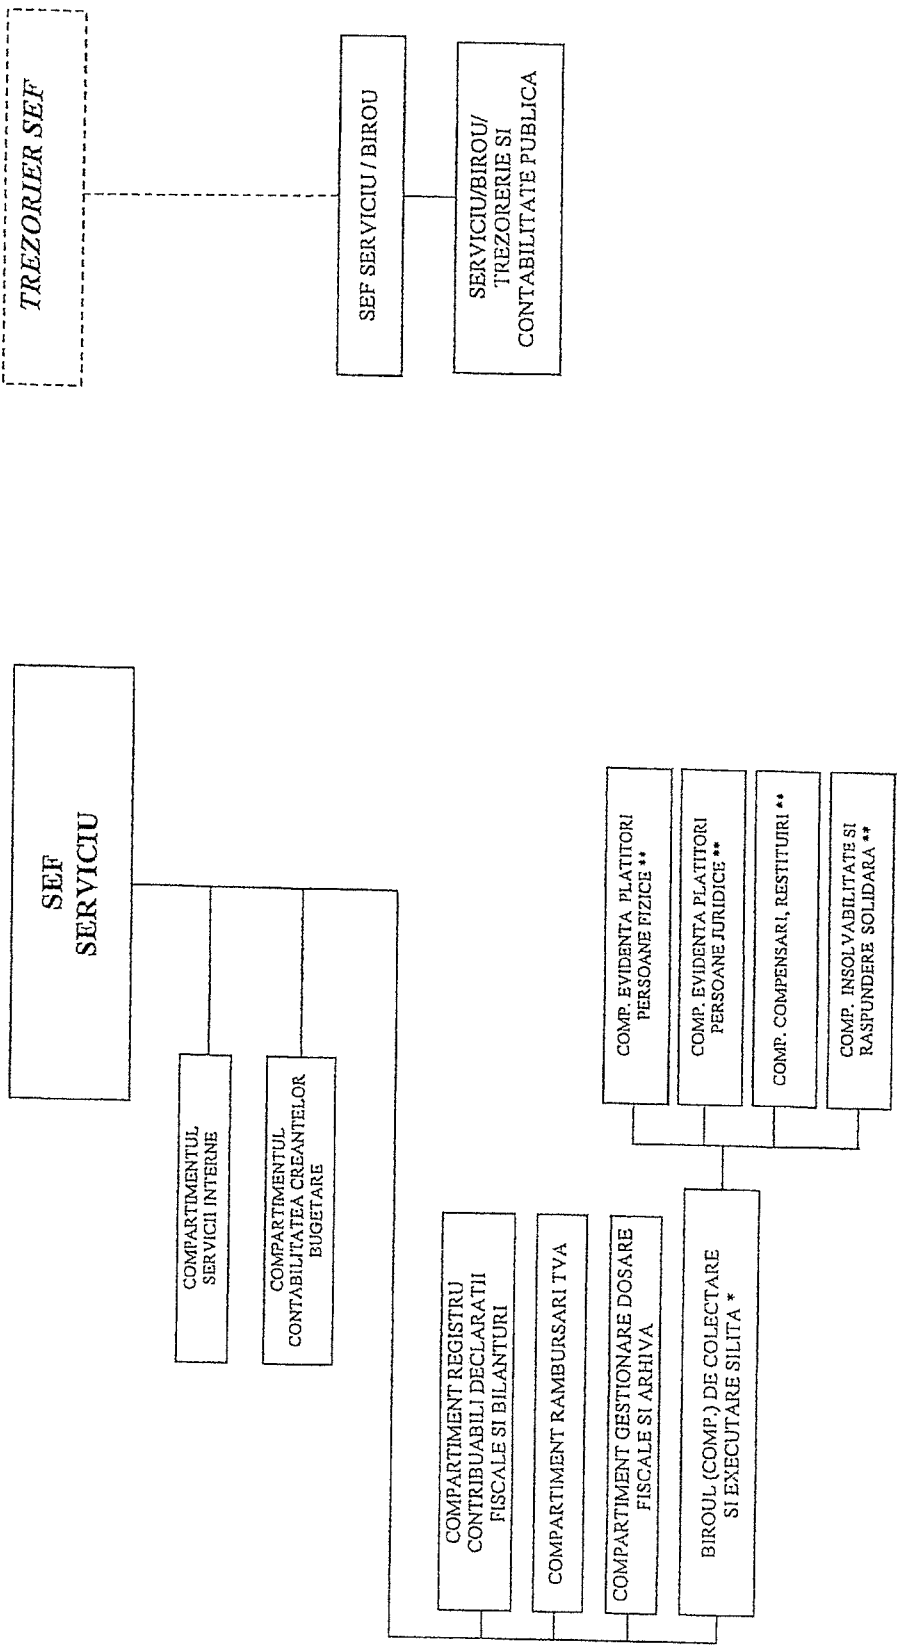 SEF
SERVICIU
TREZORIER SEF
COMPARTIMENTUL
SERVICII INTERNE
COMPARTIMENTUL
CONTABILITATEA CREANTELOR
BUGETARE
SEF SERVICIU / BIROU
SERVICIU/BIROU/
TREZORERIE SI
CONTABILITATE PUBLICA
COMPARTIMENT REGISTRU
CONTRIBUABILI DECLARATII
FISCALE SI BILANTURI
COMPARTIMENT RAMBURSARI TVA
COMPARTIMENT GESTIONARE DOSARE
FISCALE SI ARHIVA
BIROUL (COMP.) DE COLECTARE
SI EXECUTARE SILITA *
COMP. EVIDENTA PLATITORI
PERSOANE FIZICE **
COMP. EVIDENTA PLATITORI
PERSOANE JURIDICE **
COMP. COMPENSARI, RESTITUIRI **
COMP. INSOLVABILITATE SI
RASPUNDERE SOLIDARA **